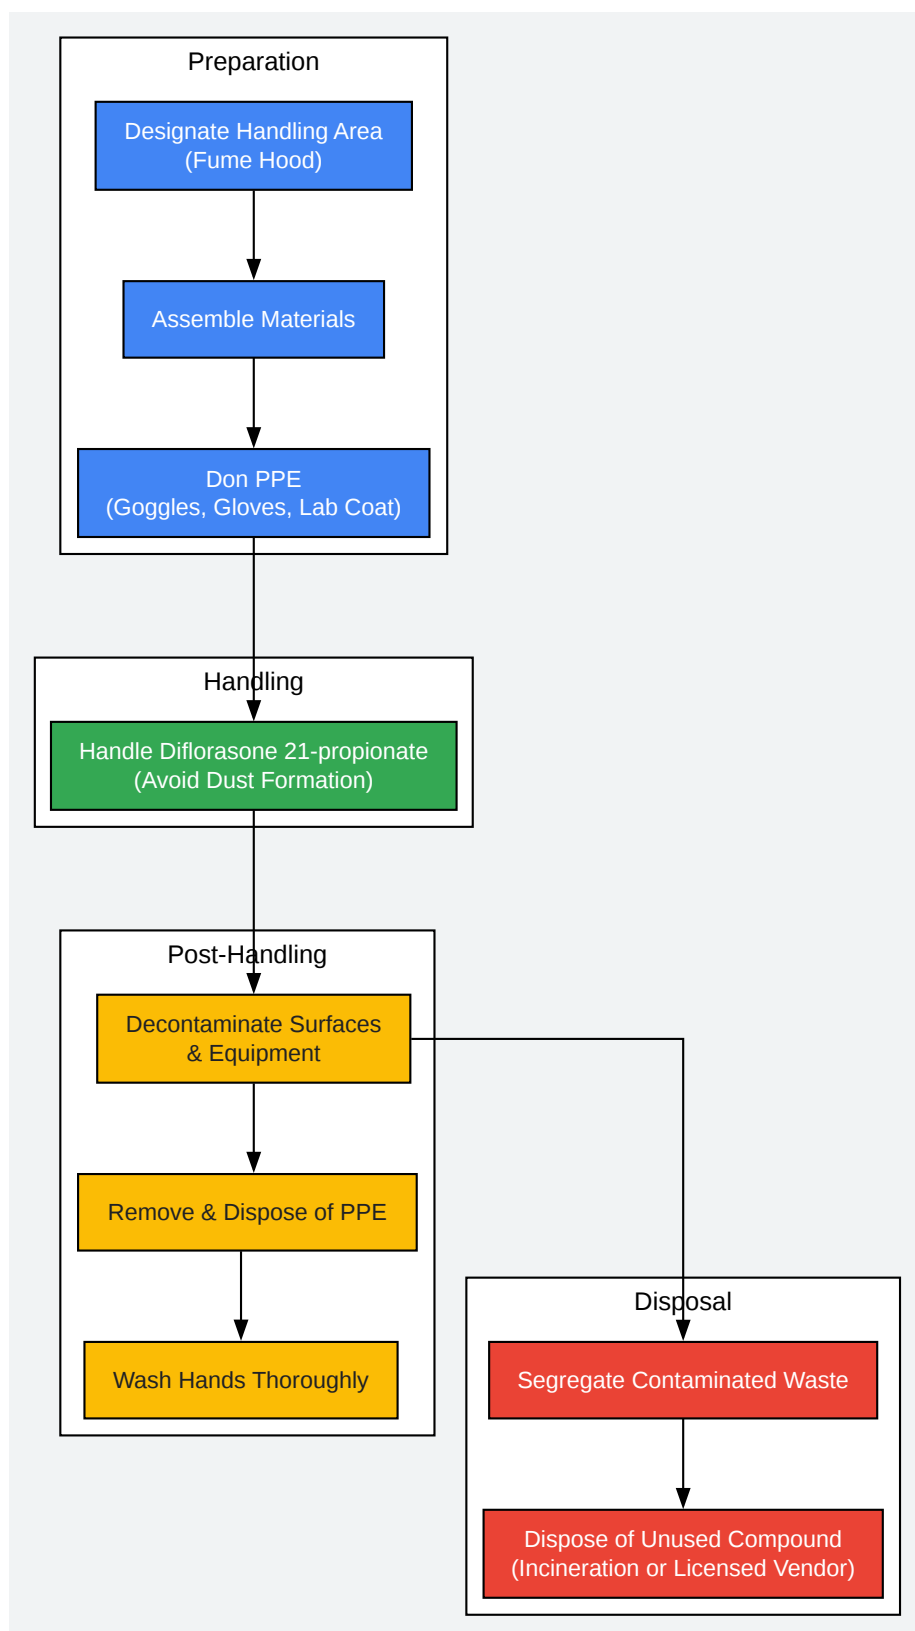 Preparation
Designate Handling Area
(Fume Hood)
Assemble Materials
Don PPE
(Goggles, Gloves, Lab Coat)
Handling
Handle Diflorasone 21-propionate
(Avoid Dust Formation)
Post-Handling
Decontaminate Surfaces
& Equipment
Remove & Dispose of PPE
Wash Hands Thoroughly
Disposal
Segregate Contaminated Waste
Dispose of Unused Compound
(Incineration or Licensed Vendor)